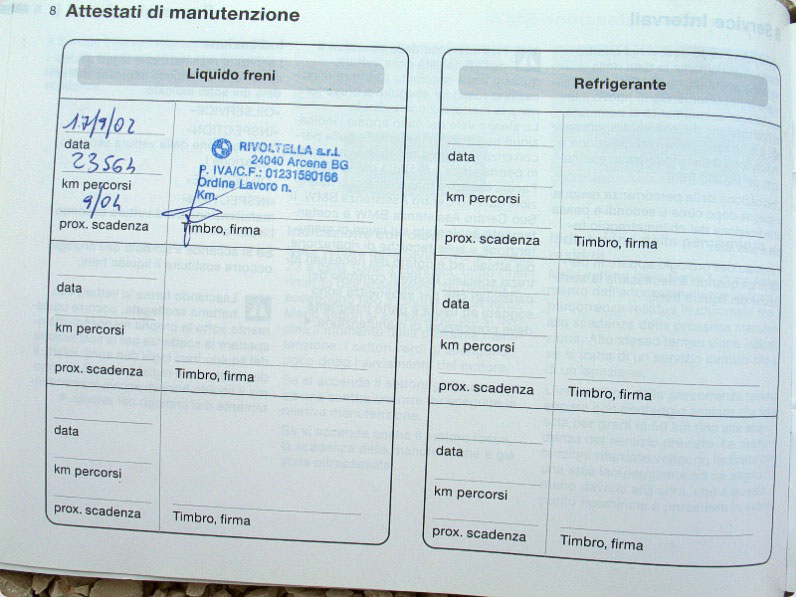 8 Attestati di manutenzione
Liquido freni
17/9/02
data
23564
km percorsi
9/04
prox. scadenza
RIVOLTELLA s.r.l.
24040 Arcene BG
P. IVA/C.F.: 01231580166
Ordine Lavoro n.
Km.
Timbro, firma
data
km percorsi
prox. scadenza
Timbro, firma
data
km percorsi
prox. scadenza
Timbro, firma
Refrigerante
data
km percorsi
prox. scadenza
Timbro, firma
data
km percorsi
prox. scadenza
Timbro, firma
data
km percorsi
prox. scadenza
Timbro, firma